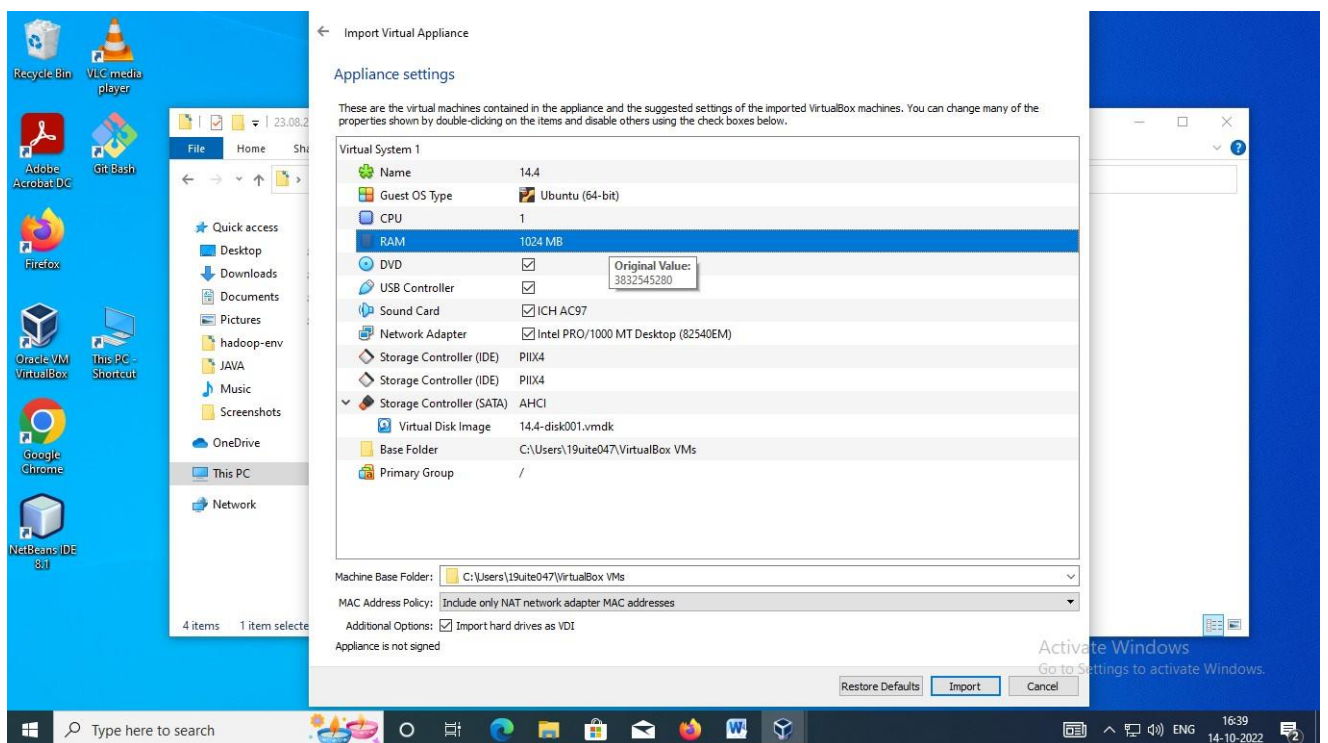 Recycle Bin
VLC media
player
Adobe
Acrobat DC
Git Bash
Firefox
Oracle VM
VirtualBox
This PC -
Shortcut
Google
Chrome
NetBeans IDE
8.1
23.08.2
File Home Sha
Quick access
Desktop
Downloads
Documents
Pictures
hadoop-env
JAVA
Music
Screenshots
OneDrive
This PC
Network
4 items 1 item selecte
Import Virtual Appliance
Appliance settings
These are the virtual machines contained in the appliance and the suggested settings of the imported VirtualBox machines. You can change many of the
properties shown by double-clicking on the items and disable others using the check boxes below.
Virtual System 1
Name 14.4
Guest OS Type Ubuntu (64-bit)
CPU 1
RAM 1024 MB
DVD
Original Value:
3832545280
USB Controller
Sound Card ICH AC97
Network Adapter Intel PRO/1000 MT Desktop (82540EM)
Storage Controller (IDE) PIIX4
Storage Controller (IDE) PIIX4
Storage Controller (SATA) AHCI
Virtual Disk Image 14.4-disk001.vmdk
Base Folder C:\Users\19uite047\VirtualBox VMs
Primary Group /
Machine Base Folder: C:\Users\19uite047\VirtualBox VMs
MAC Address Policy: Include only NAT network adapter MAC addresses
Additional Options: Import hard drives as VDI
Appliance is not signed
Restore Defaults Import Cancel
Activate Windows
Go to Settings to activate Windows.
Type here to search
ENG
16:39
14-10-2022
2